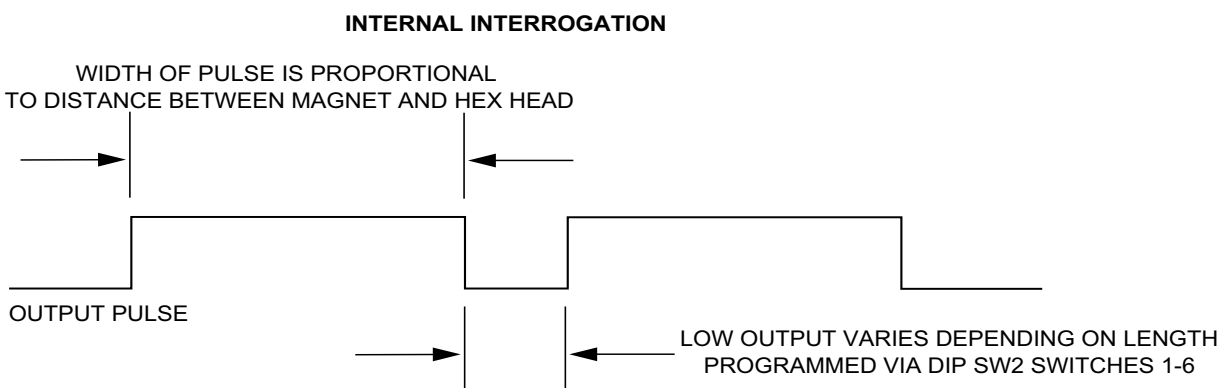 INTERNAL INTERROGATION
WIDTH OF PULSE IS PROPORTIONAL
TO DISTANCE BETWEEN MAGNET AND HEX HEAD
OUTPUT PULSE
LOW OUTPUT VARIES DEPENDING ON LENGTH
PROGRAMMED VIA DIP SW2 SWITCHES 1-6